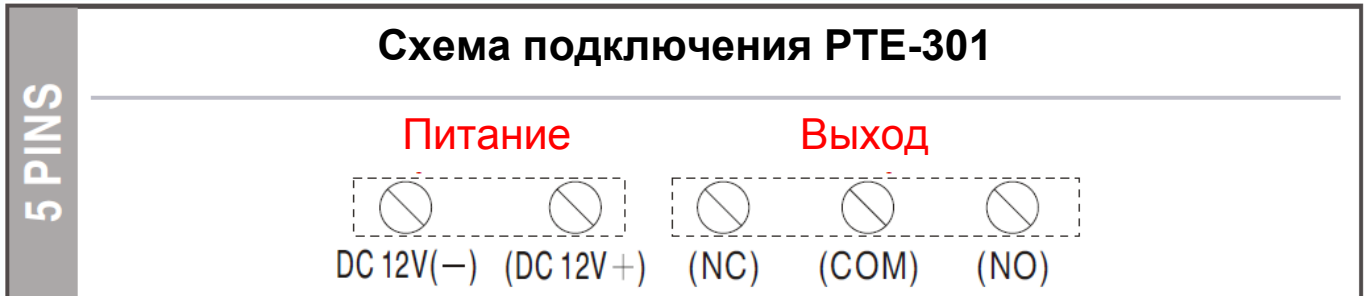 Схема подключения PTE-301
5 PINS
Питание Выход
DC 12V(−) (DC 12V+) (NC) (COM) (NO)